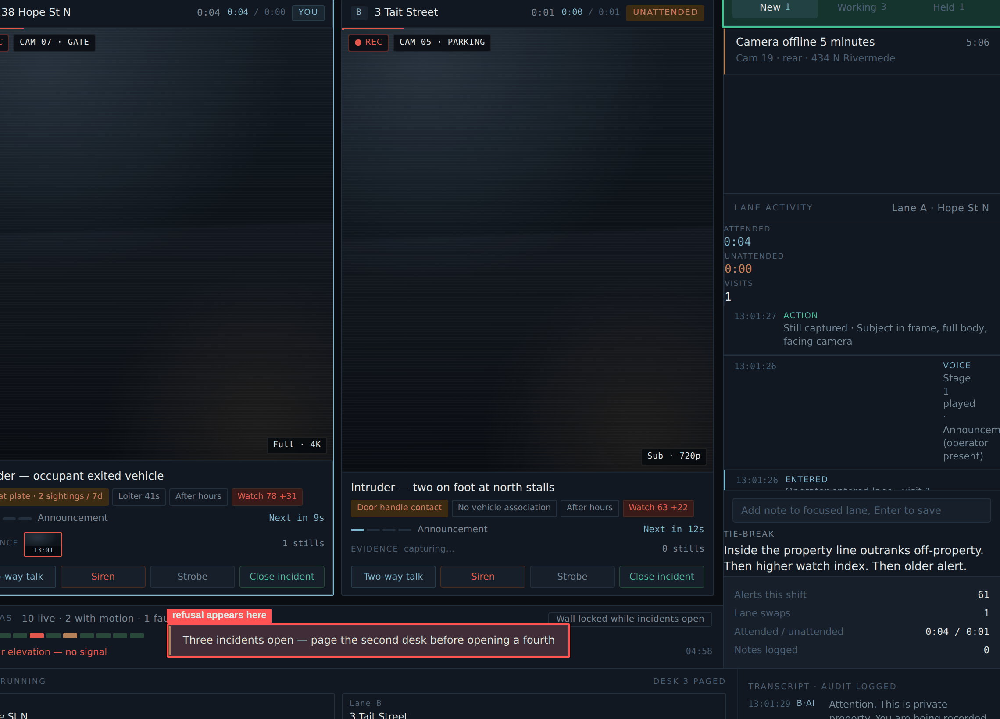 138 Hope St N 0:04 0:04 / 0:00 YOU
CAM 07 · GATE
Full · 4K
occupant exited vehicle
plate · 2 sightings / 7d Loiter 41s After hours Watch 78 +31
Announcement Next in 9s
13:01 1 stills
talk Siren Strobe Close incident
B 3 Tait Street 0:01 0:00 / 0:01 UNATTENDED
REC CAM 05 · PARKING
Sub · 720p
Intruder — two on foot at north stalls
Door handle contact No vehicle association After hours Watch 63 +22
Announcement Next in 12s
EVIDENCE capturing… 0 stills
Two-way talk Siren Strobe Close incident
10 live · 2 with motion · 1
refusal appears here
Wall locked while incidents open
Three incidents open — page the second desk before opening a fourth
elevation — no signal
04:58
RUNNING DESK 3 PAGED
St N
Lane B
3 Tait Street
New 1 Working 3 Held 1
Camera offline 5 minutes 5:06
Cam 19 · rear · 434 N Rivermede
LANE ACTIVITY Lane A · Hope St N
ATTENDED
0:04
UNATTENDED
0:00
VISITS
1
13:01:27 ACTION
Still captured · Subject in frame, full body,
facing camera
13:01:26 VOICE
Stage
1
played
·
Announcem
(operator
present)
13:01:26 ENTERED
Operator entered lane · visit 1
Add note to focused lane, Enter to save
TIE-BREAK
Inside the property line outranks off-property.
Then higher watch index. Then older alert.
Alerts this shift 61
Lane swaps 1
Attended / unattended 0:04 / 0:01
Notes logged 0
TRANSCRIPT · AUDIT LOGGED
13:01:29 B·AI Attention. This is private
property. You are being recorded